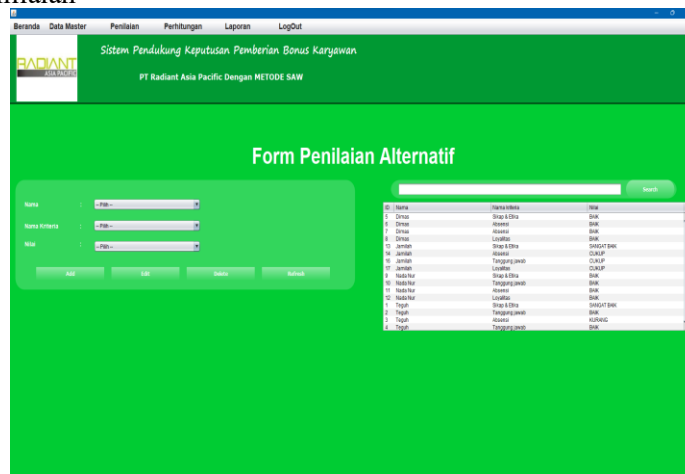 Beranda Data Master Penilaian Perhitungan Laporan LogOut
RADIANT
ASIA PACIFIC
Sistem Pendukung Keputusan Pemberian Bonus Karyawan
PT Radiant Asia Pacific Dengan METODE SAW
Form Penilaian Alternatif
Search
Nama : -- Pilih --
Nama Kriteria : -- Pilih --
Nilai : -- Pilih --
Add Edit Delete Refresh
ID Nama Nama Kriteria Nilai
5 Dimas Sikap & Etika BAIK
6 Dimas Absensi BAIK
7 Dimas Absensi BAIK
8 Dimas Loyalitas BAIK
13 Jamilah Sikap & Etika SANGAT BAIK
14 Jamilah Absensi CUKUP
16 Jamilah Tanggung jawab CUKUP
17 Jamilah Loyalitas CUKUP
9 Nada Nur Sikap & Etika BAIK
10 Nada Nur Tanggung jawab BAIK
11 Nada Nur Absensi BAIK
12 Nada Nur Loyalitas BAIK
1 Teguh Sikap & Etika SANGAT BAIK
2 Teguh Tanggung jawab BAIK
3 Teguh Absensi KURANG
4 Teguh Tanggung jawab BAIK